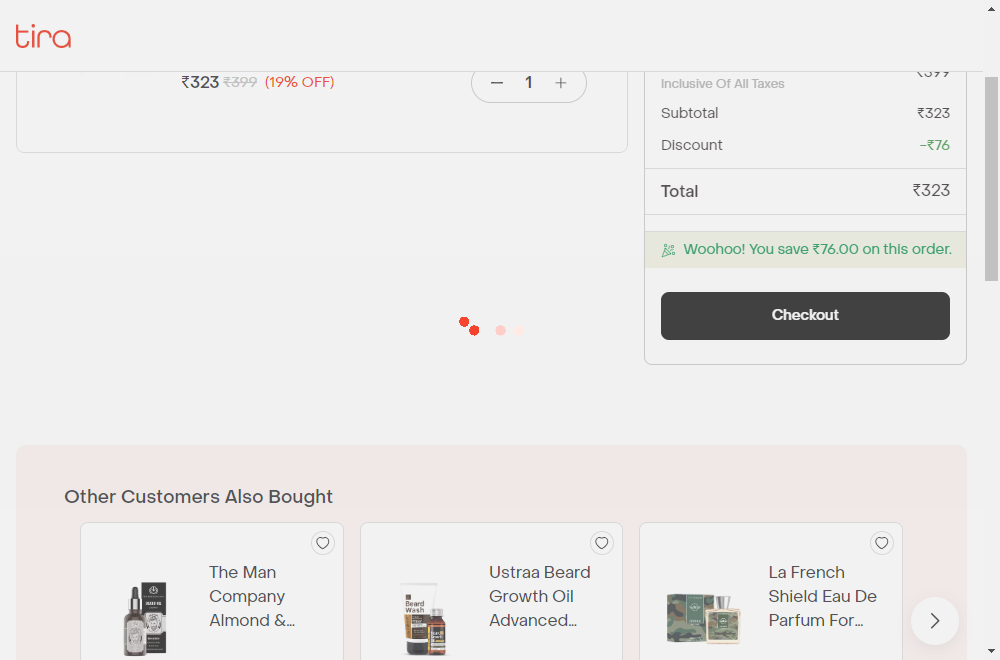 tira
₹323 ₹399 (19% OFF)
1
₹399
Inclusive Of All Taxes
Subtotal ₹323
Discount -₹76
Total ₹323
Woohoo! You save ₹76.00 on this order.
Checkout
Other Customers Also Bought
The Man
Company
Almond &...
Ustraa Beard
Growth Oil
Advanced...
Beard
Wash
La French
Shield Eau De
Parfum For...